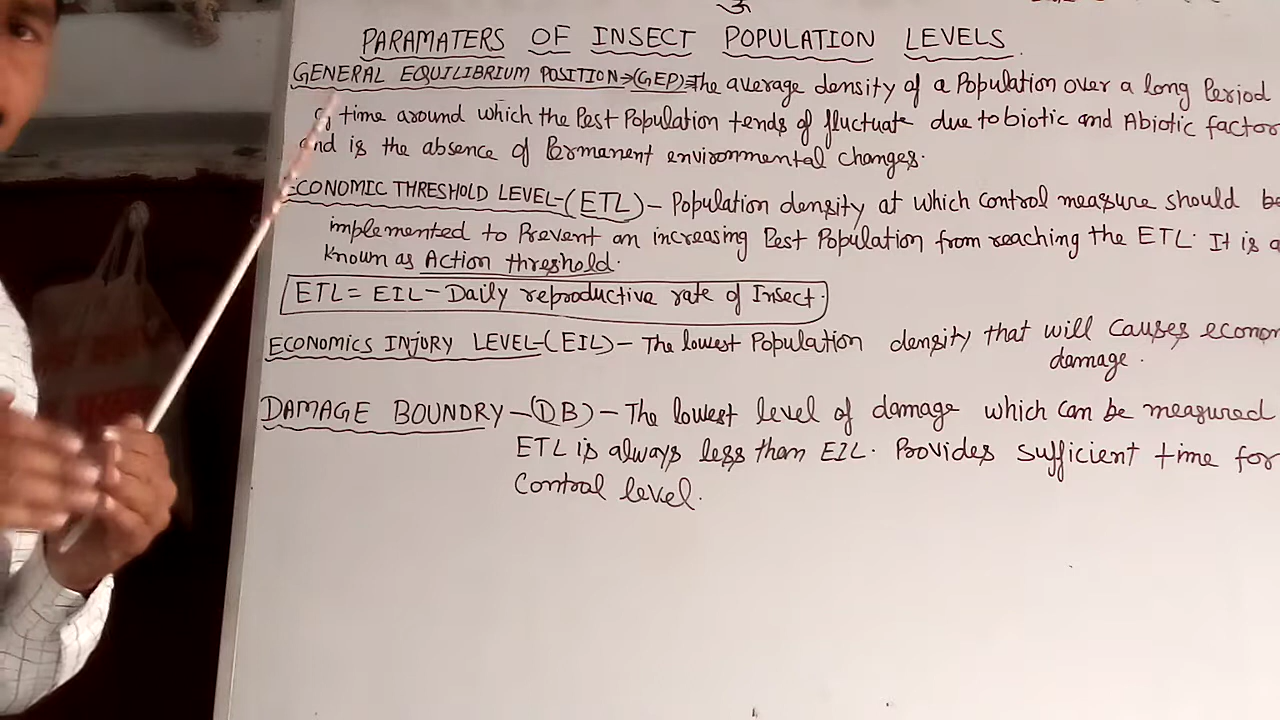 ॐ
PARAMATERS OF INSECT POPULATION LEVELS
GENERAL EQUILIBRIUM POSITION⇒(GEP)⇒The average density of a Population over a long Period
of time around which the Pest Population tends of fluctuate due to biotic and Abiotic factor
and is the absence of Permanent environmental changes.
ECONOMIC THRESHOLD LEVEL-(ETL) – Population density at which control measure should be
implemented to Prevent an increasing Pest Population from reaching the ETL. It is a
known as Action threshold.
ETL = EIL – Daily reproductive rate of Insect.
ECONOMICS INJURY LEVEL-(EIL) – The lowest Population density that will causes econom
damage.
DAMAGE BOUNDRY –(DB) – The lowest level of damage which can be measured
ETL is always less than EIL. Provides sufficient time for
Control level.